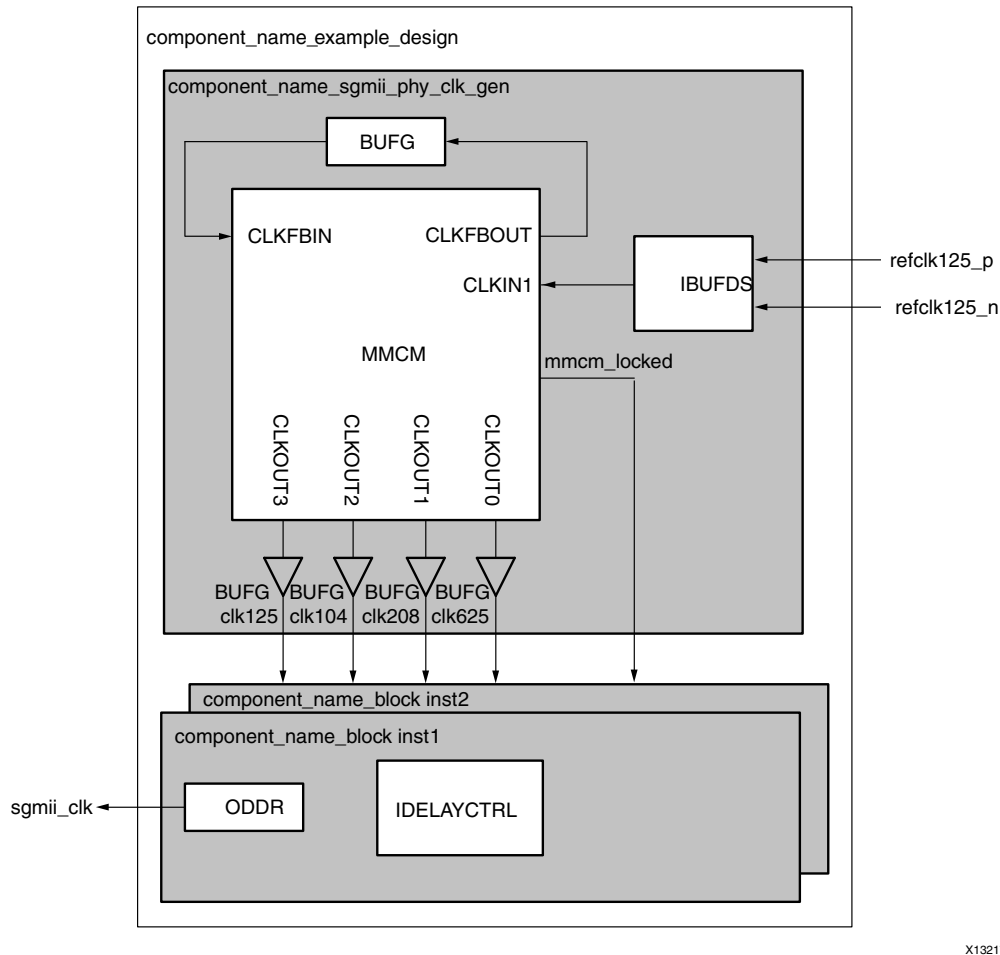 component_name_example_design
component_name_sgmii_phy_clk_gen
BUFG
CLKFBIN
CLKFBOUT
CLKIN1
IBUFDS
refclk125_p
refclk125_n
MMCM
mmcm_locked
CLKOUT3
CLKOUT2
CLKOUT1
CLKOUT0
BUFG BUFG BUFG BUFG
clk125 clk104 clk208 clk625
component_name_block inst2
component_name_block inst1
sgmii_clk
ODDR
IDELAYCTRL
X1321